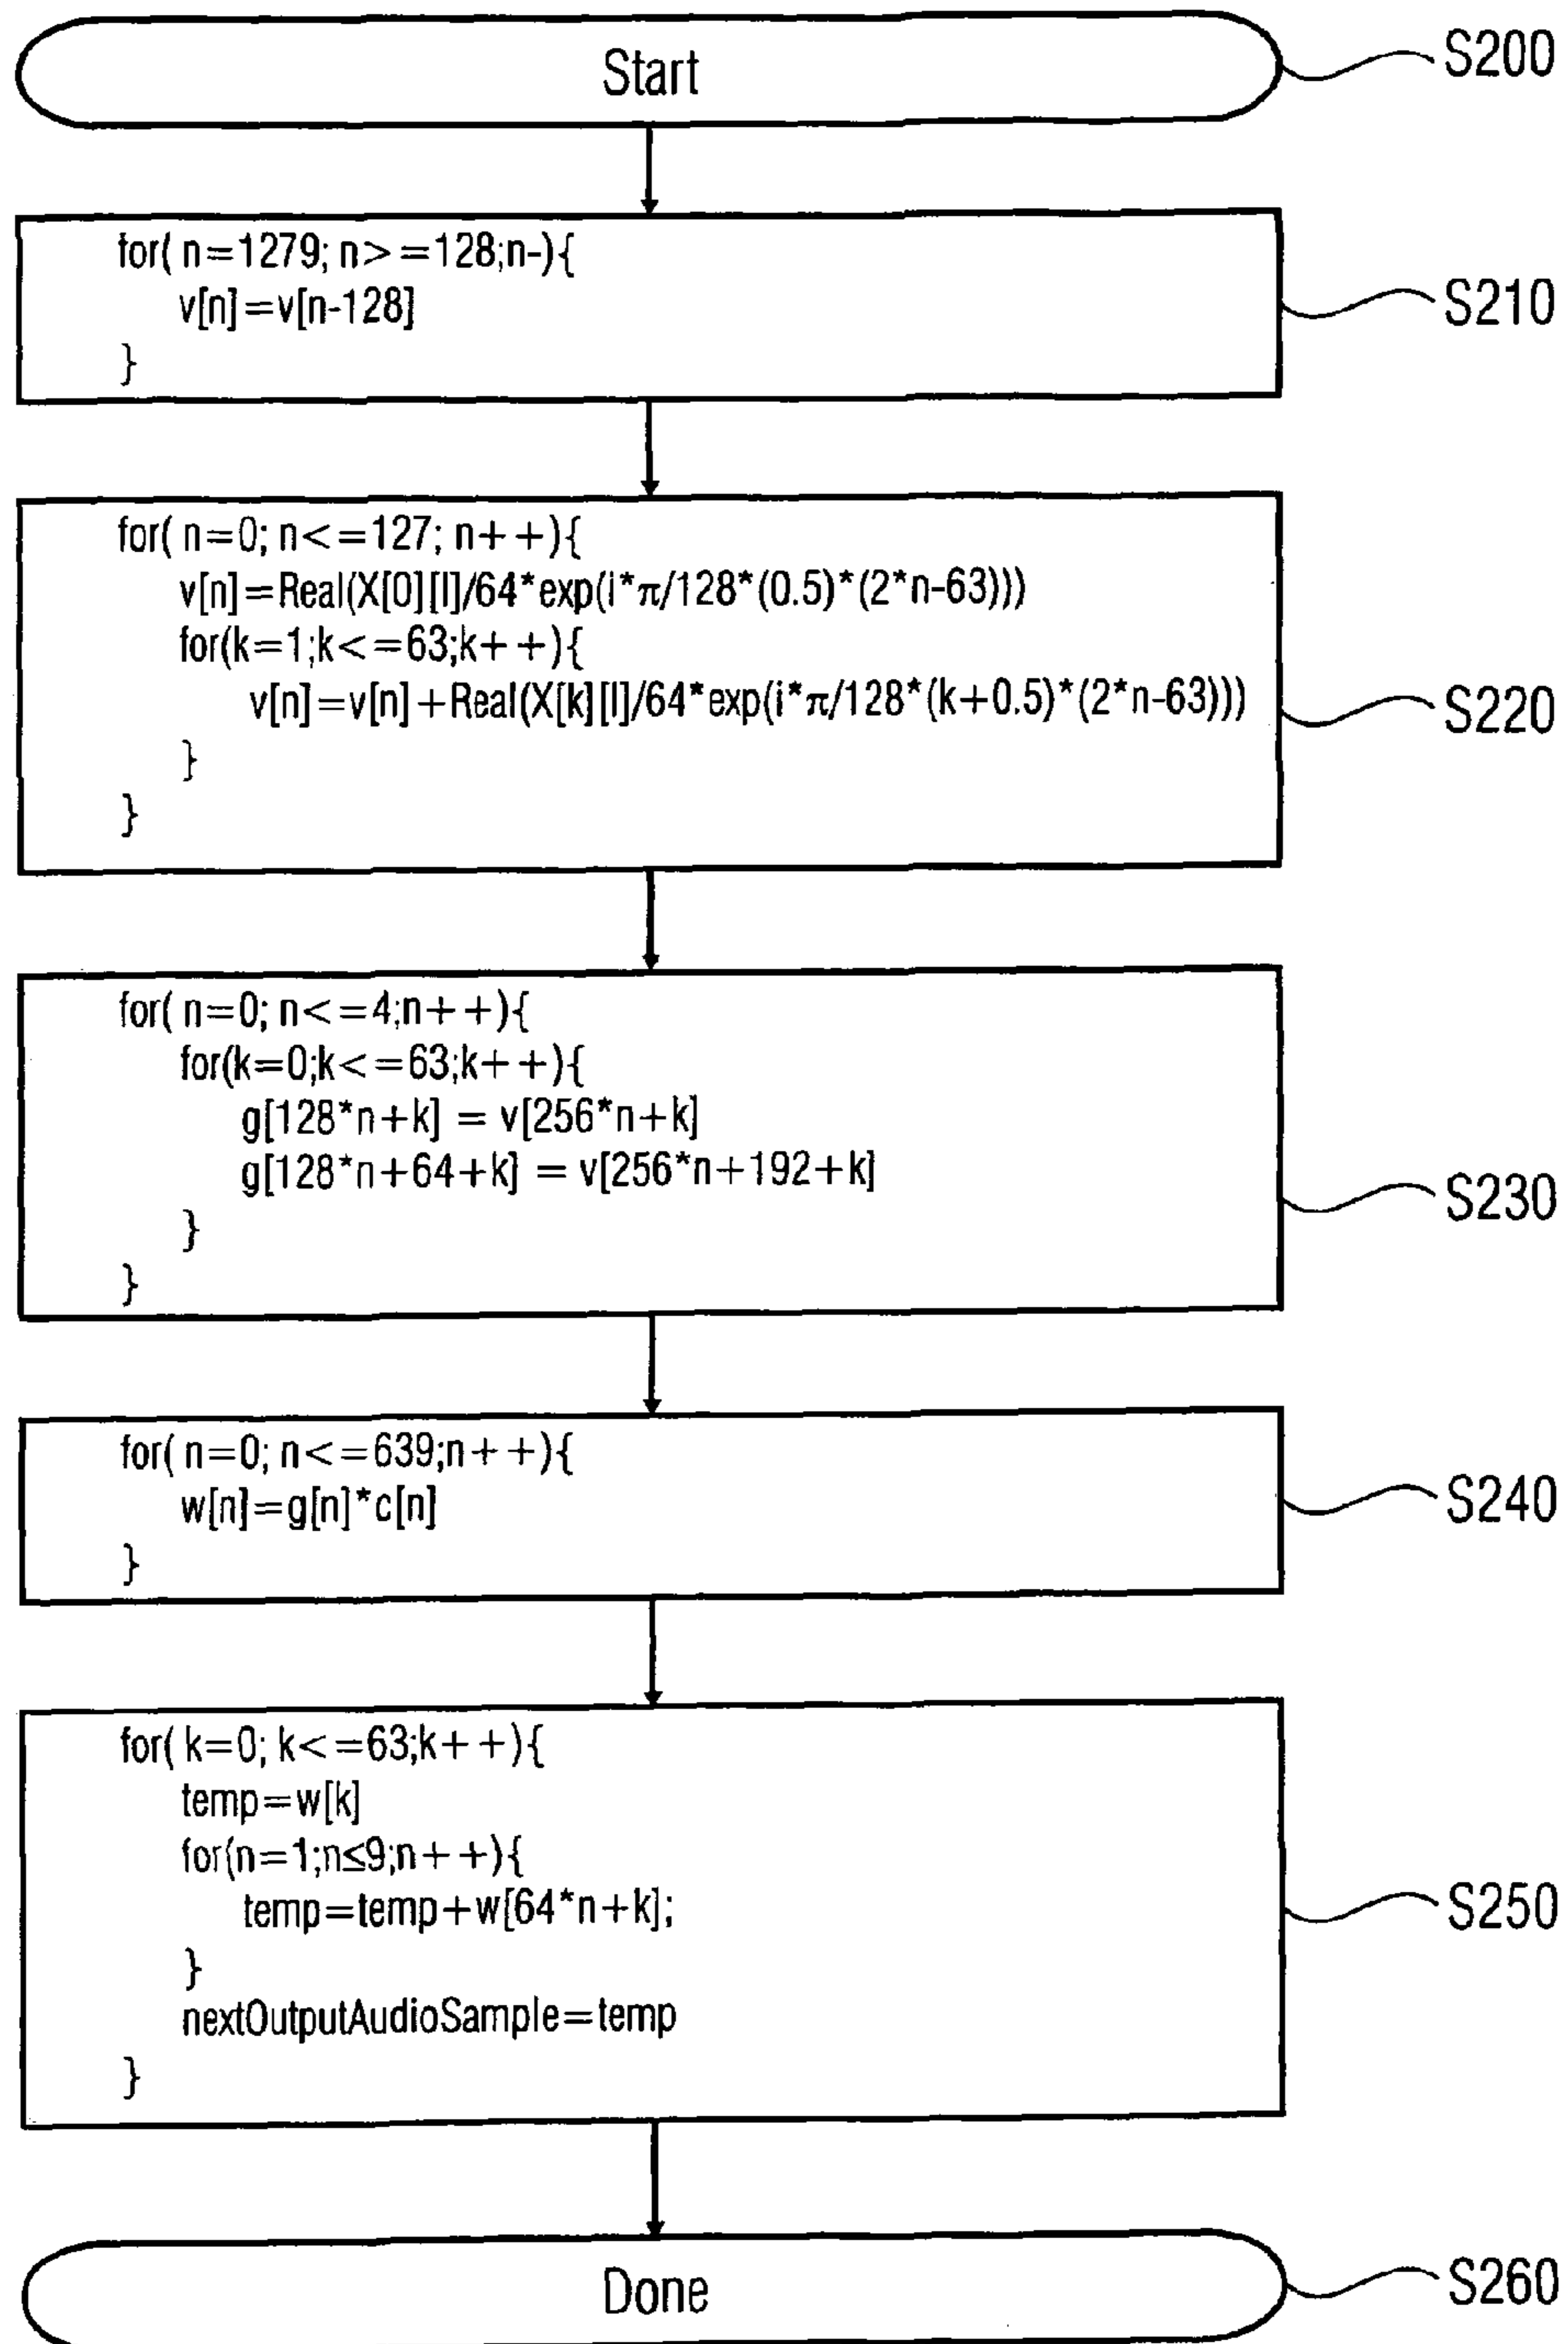 Start
S200
for( n=1279; n>=128;n-){
v[n]=v[n-128]
}
S210
for( n=0; n<=127; n++){
v[n]=Real(X[0][l]/64*exp(i*π/128*(0.5)*(2*n-63)))
for(k=1;k<=63;k++){
v[n]=v[n]+Real(X[k][l]/64*exp(i*π/128*(k+0.5)*(2*n-63)))
}
}
S220
for( n=0; n<=4;n++){
for(k=0;k<=63;k++){
g[128*n+k] = v[256*n+k]
g[128*n+64+k] = v[256*n+192+k]
}
}
S230
for( n=0; n<=639;n++){
w[n]=g[n]*c[n]
}
S240
for( k=0; k<=63;k++){
temp=w[k]
for(n=1;n≤9;n++){
temp=temp+w[64*n+k];
}
nextOutputAudioSample=temp
}
S250
Done
S260